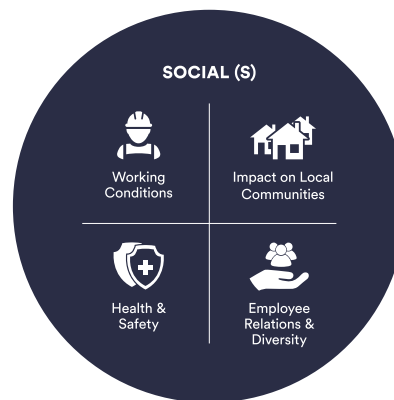 SOCIAL (S)
Working
Conditions
Impact on Local
Communities
Health &
Safety
Employee
Relations &
Diversity